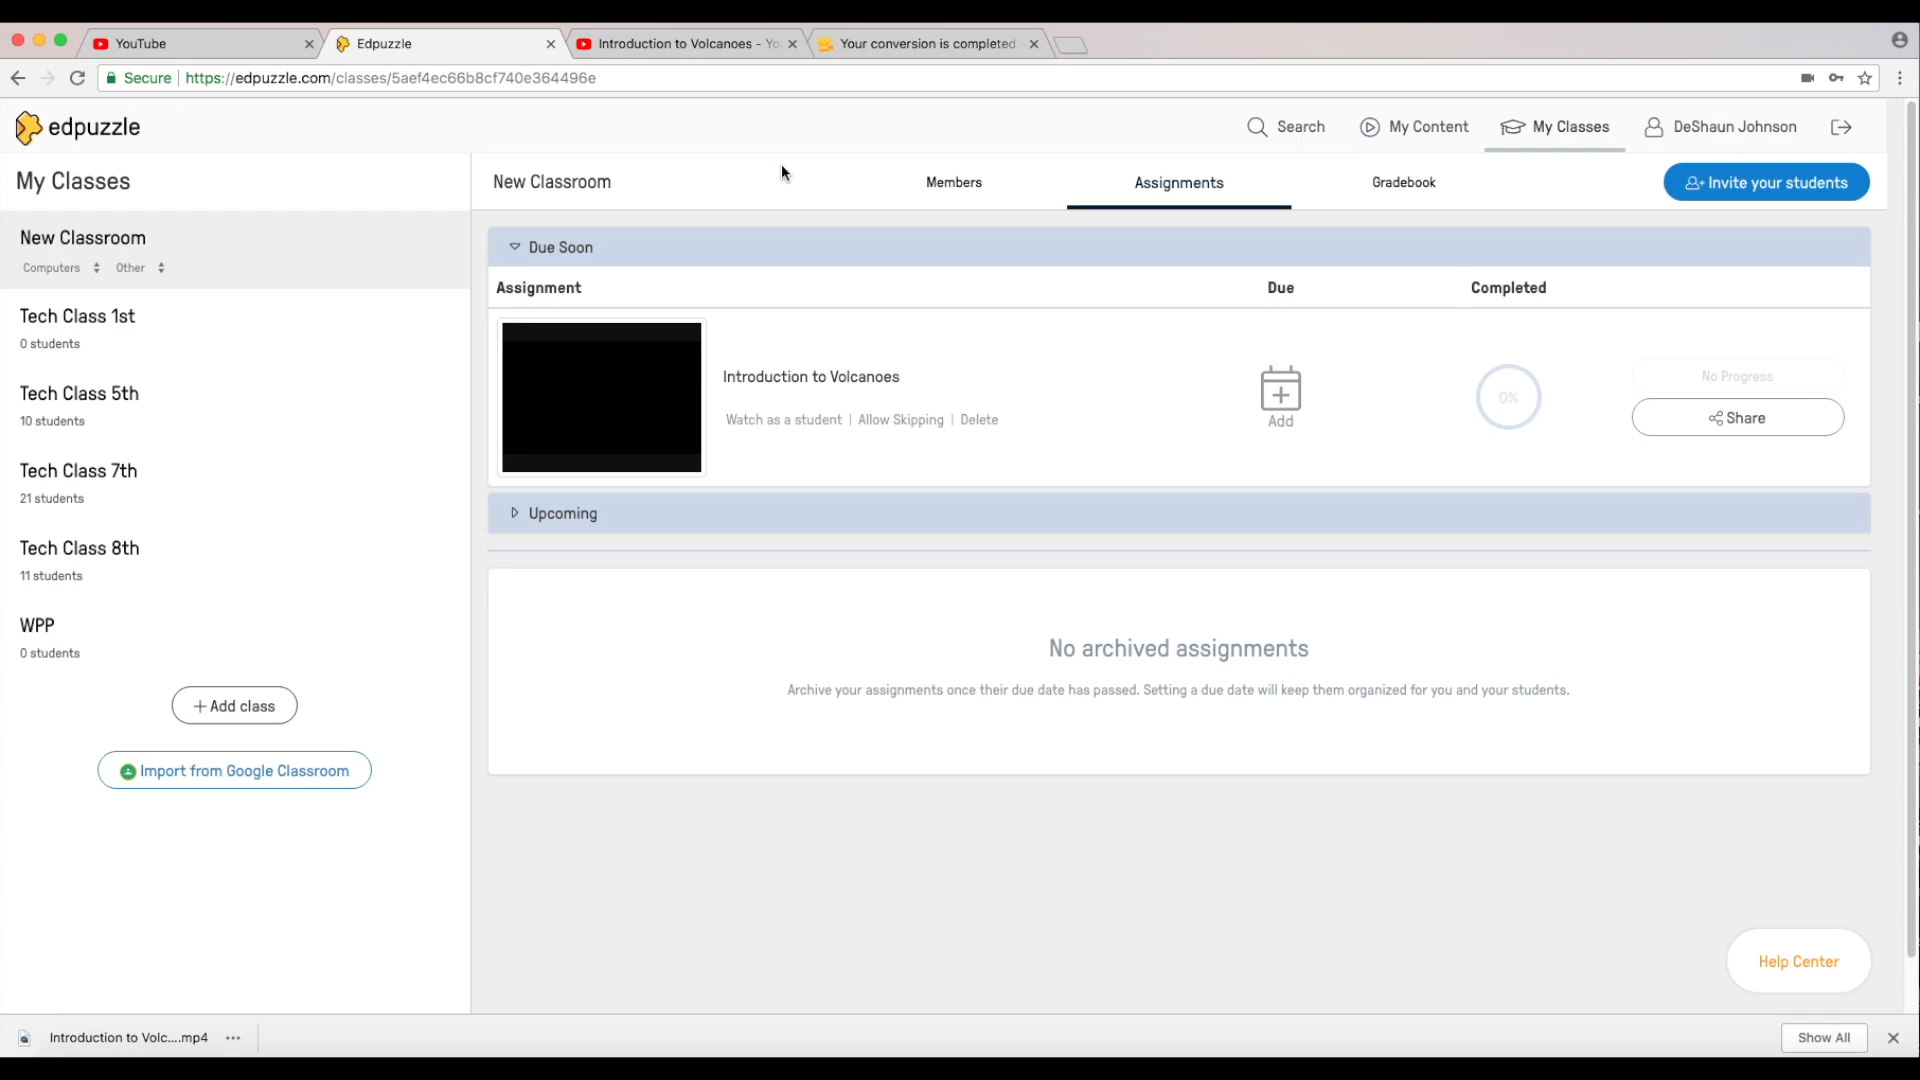 YouTube
Edpuzzle
Introduction to Volcanoes - Yo
Your conversion is completed
Secure
https://edpuzzle.com/classes/5aef4ec66b8cf740e364496e
edpuzzle
Search
My Content
My Classes
DeShaun Johnson
My Classes
New Classroom
Members
Assignments
Gradebook
Invite your students
New Classroom
Computers Other
Tech Class 1st
0 students
Tech Class 5th
10 students
Tech Class 7th
21 students
Tech Class 8th
11 students
WPP
0 students
+ Add class
Import from Google Classroom
Due Soon
Assignment Due Completed
Introduction to Volcanoes
Watch as a student | Allow Skipping | Delete
Add
0%
No Progress
Share
Upcoming
No archived assignments
Archive your assignments once their due date has passed. Setting a due date will keep them organized for you and your students.
Help Center
Introduction to Volc....mp4
Show All